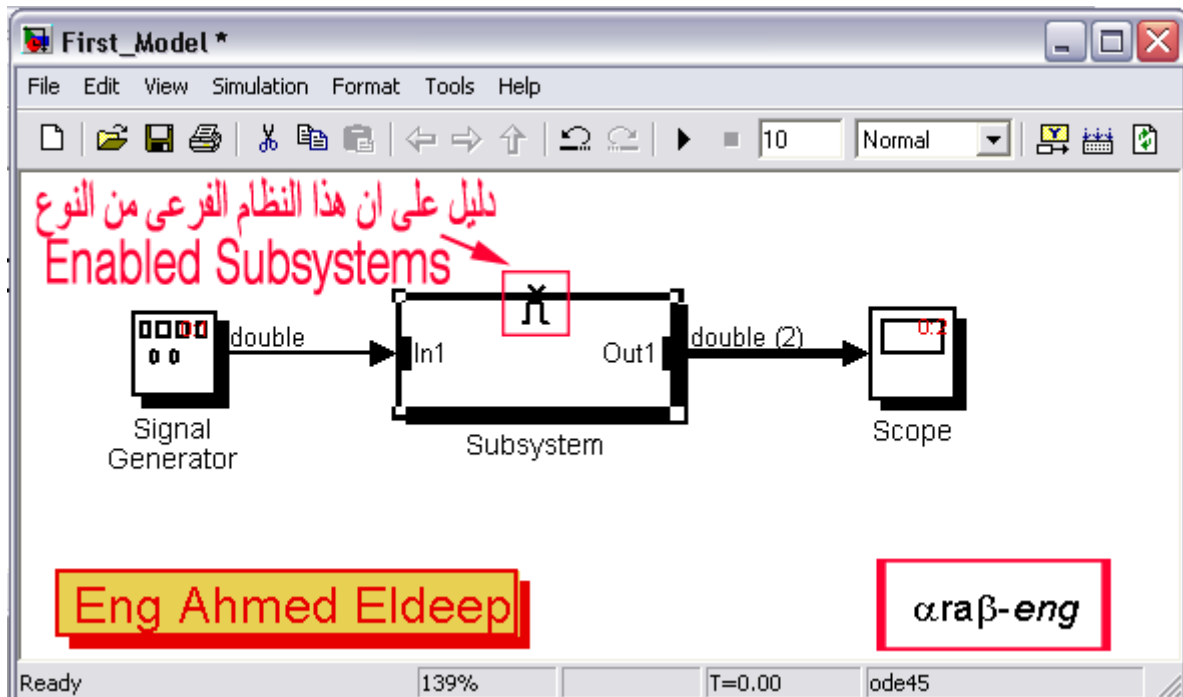 First_Model *
File Edit View Simulation Format Tools Help
10 Normal
دليل على ان هذا النظام الفرعى من النوع
Enabled Subsystems
double
In1
Out1
double (2)
0:2
Signal
Generator
Subsystem
Scope
Eng Ahmed Eldeep
αraβ-eng
Ready 139% T=0.00 ode45